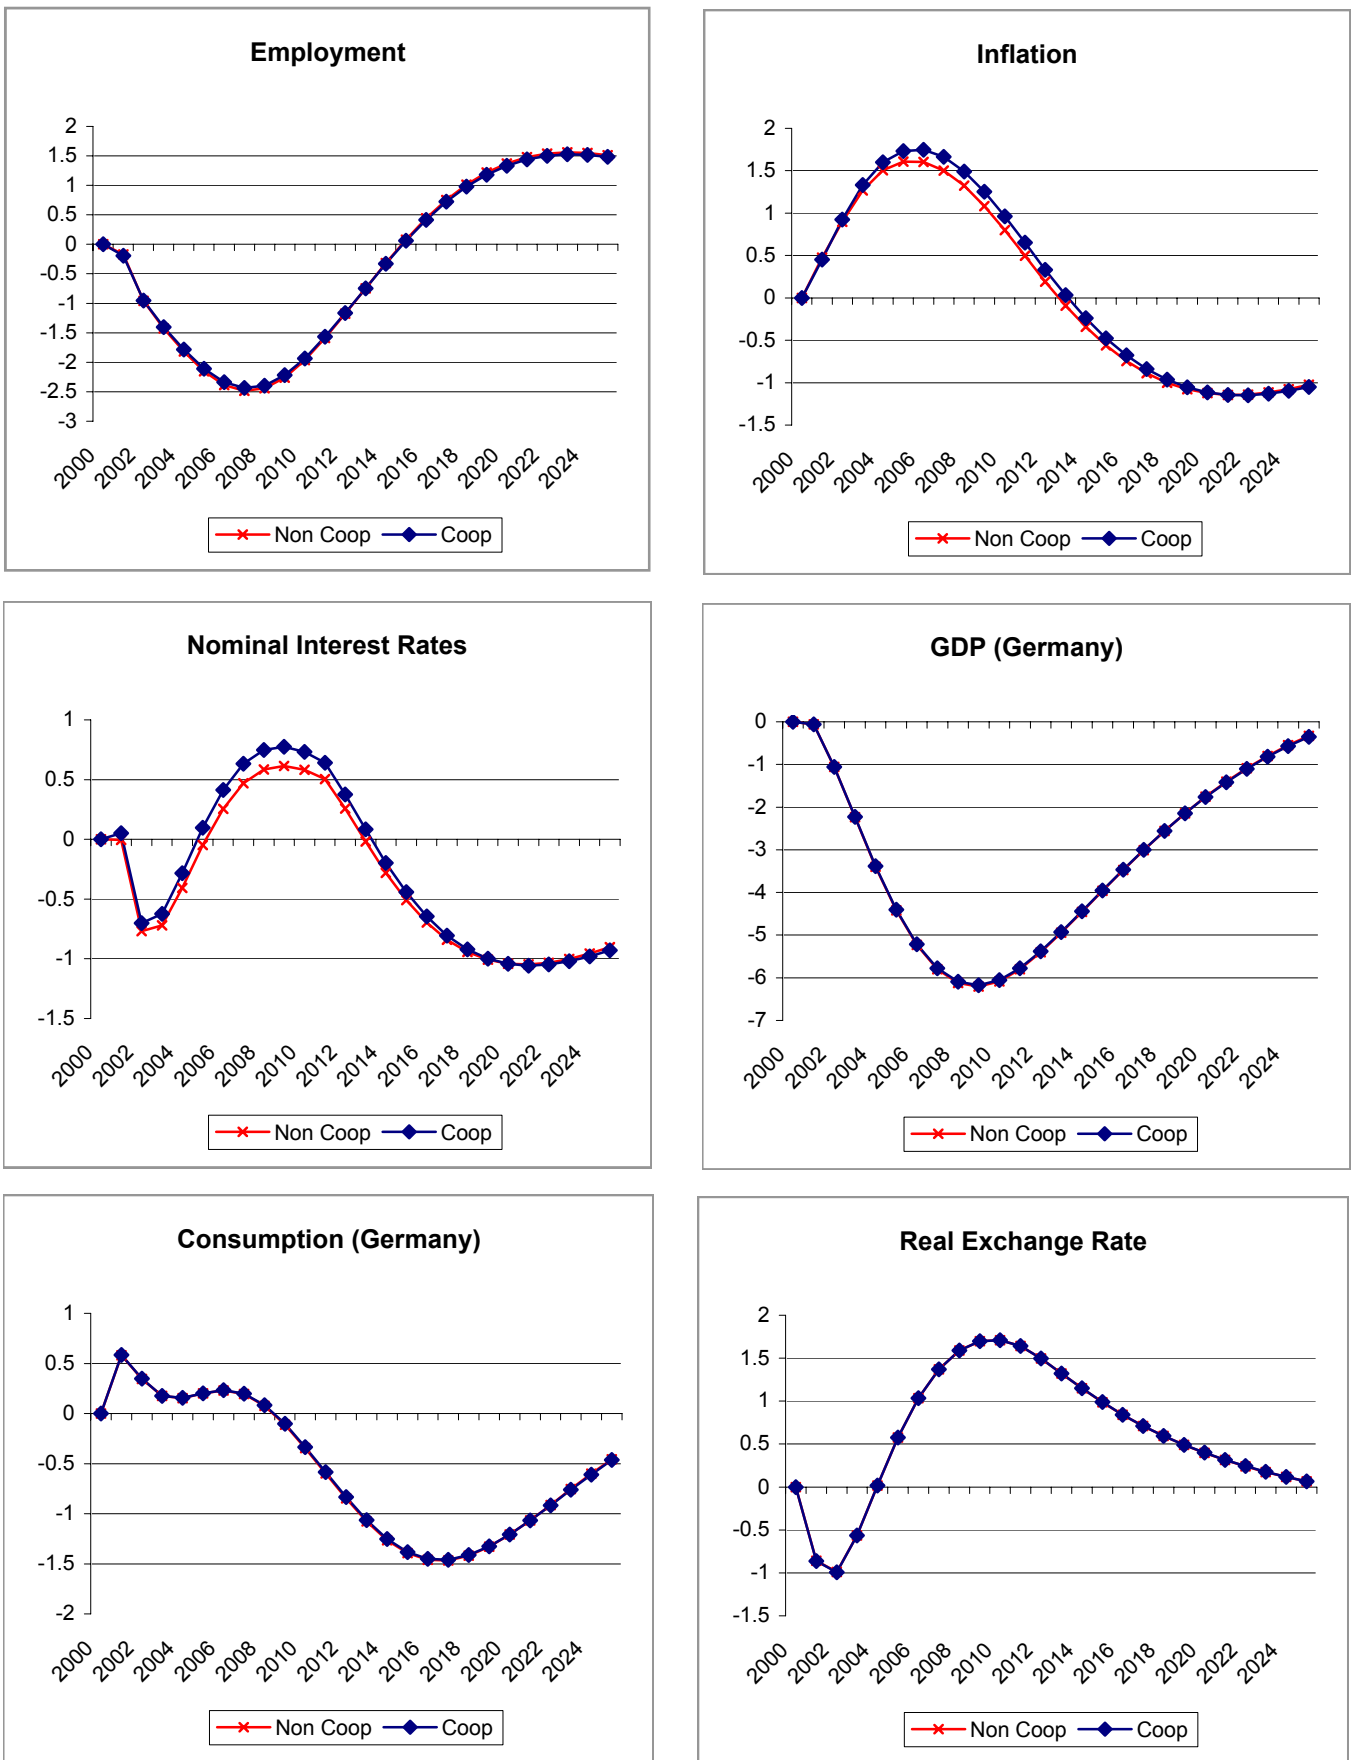 Employment
2
1.5
1
0.5
0
-0.5
-1
-1.5
-2
-2.5
-3
2000 2002 2004 2006 2008 2010 2012 2014 2016 2018 2020 2022 2024
Non Coop Coop
Inflation
2
1.5
1
0.5
0
-0.5
-1
-1.5
2000 2002 2004 2006 2008 2010 2012 2014 2016 2018 2020 2022 2024
Non Coop Coop
Nominal Interest Rates
1
0.5
0
-0.5
-1
-1.5
2000 2002 2004 2006 2008 2010 2012 2014 2016 2018 2020 2022 2024
Non Coop Coop
GDP (Germany)
0
-1
-2
-3
-4
-5
-6
-7
2000 2002 2004 2006 2008 2010 2012 2014 2016 2018 2020 2022 2024
Non Coop Coop
Consumption (Germany)
1
0.5
0
-0.5
-1
-1.5
-2
2000 2002 2004 2006 2008 2010 2012 2014 2016 2018 2020 2022 2024
Non Coop Coop
Real Exchange Rate
2
1.5
1
0.5
0
-0.5
-1
-1.5
2000 2002 2004 2006 2008 2010 2012 2014 2016 2018 2020 2022 2024
Non Coop Coop